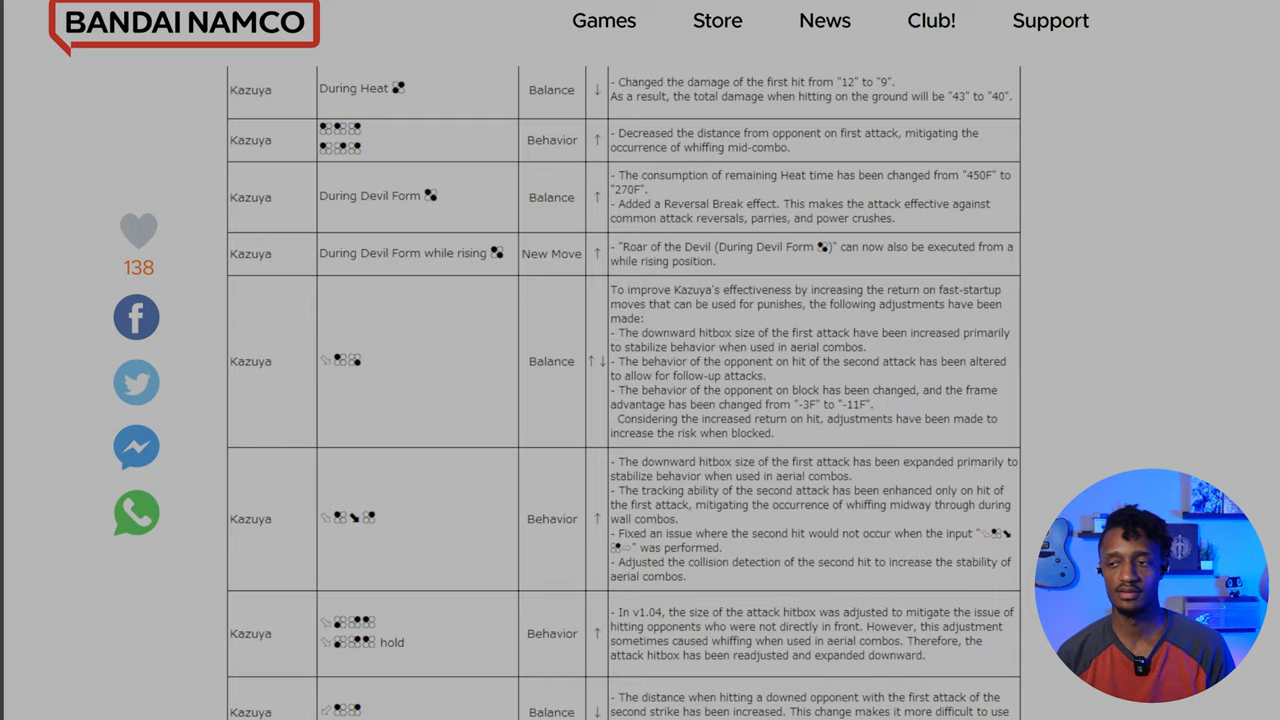 BANDAI NAMCO
Games
Store
News
Club!
Support
138
Kazuya
During Heat
Balance
↓
- Changed the damage of the first hit from "12" to "9".
As a result, the total damage when hitting on the ground will be "43" to "40".
Kazuya
Behavior
↑
- Decreased the distance from opponent on first attack, mitigating the
occurrence of whiffing mid-combo.
Kazuya
During Devil Form
Balance
↑
- The consumption of remaining Heat time has been changed from "450F" to
"270F".
- Added a Reversal Break effect. This makes the attack effective against
common attack reversals, parries, and power crushes.
Kazuya
During Devil Form while rising
New Move
↑
- "Roar of the Devil (During Devil Form )" can now also be executed from a
while rising position.
Kazuya
Balance
↑ ↓
To improve Kazuya's effectiveness by increasing the return on fast-startup
moves that can be used for punishes, the following adjustments have been
made:
- The downward hitbox size of the first attack have been increased primarily
to stabilize behavior when used in aerial combos.
- The behavior of the opponent on hit of the second attack has been altered
to allow for follow-up attacks.
- The behavior of the opponent on block has been changed, and the frame
advantage has been changed from "-3F" to "-11F".
Considering the increased return on hit, adjustments have been made to
increase the risk when blocked.
Kazuya
Behavior
↑
- The downward hitbox size of the first attack has been expanded primarily to
stabilize behavior when used in aerial combos.
- The tracking ability of the second attack has been enhanced only on hit of
the first attack, mitigating the occurrence of whiffing midway through during
wall combos.
- Fixed an issue where the second hit would not occur when the input "
" was performed.
- Adjusted the collision detection of the second hit to increase the stability of
aerial combos.
Kazuya
hold
Behavior
↑
- In v1.04, the size of the attack hitbox was adjusted to mitigate the issue of
hitting opponents who were not directly in front. However, this adjustment
sometimes caused whiffing when used in aerial combos. Therefore, the
attack hitbox has been readjusted and expanded downward.
Kazuya
Balance
↓
- The distance when hitting a downed opponent with the first attack of the
second strike has been increased. This change makes it more difficult to use